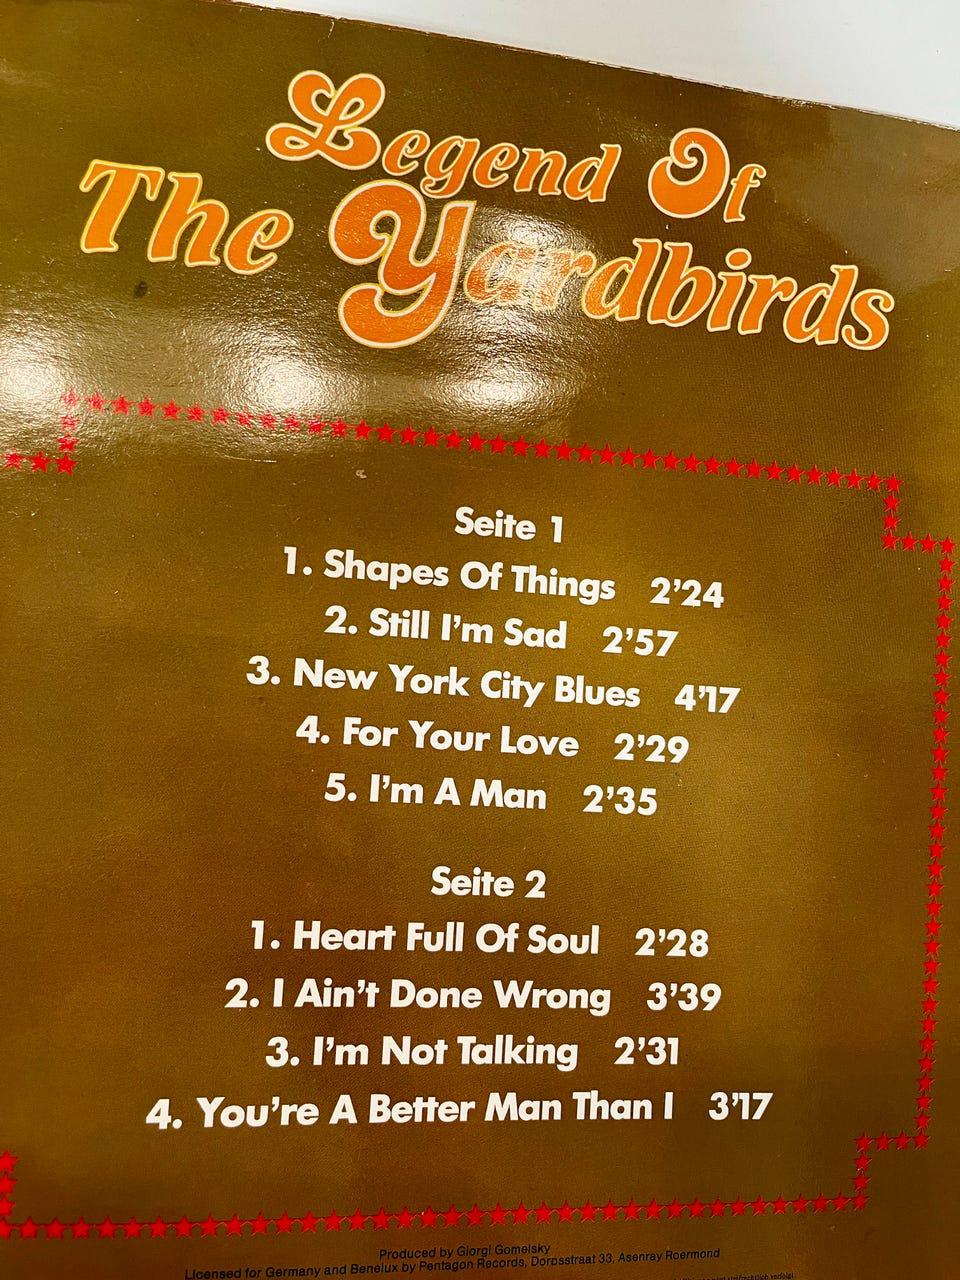 Legend Of
The Yardbirds
Seite 1
1. Shapes Of Things 2'24
2. Still I'm Sad 2'57
3. New York City Blues 4'17
4. For Your Love 2'29
5. I'm A Man 2'35
Seite 2
1. Heart Full Of Soul 2'28
2. I Ain't Done Wrong 3'39
3. I'm Not Talking 2'31
4. You're A Better Man Than I 3'17
Produced by Giorgi Gomelsky
Licensed for Germany and Benelux by Pentagon Records, Dorpsstraat 33, Asenray Roermond